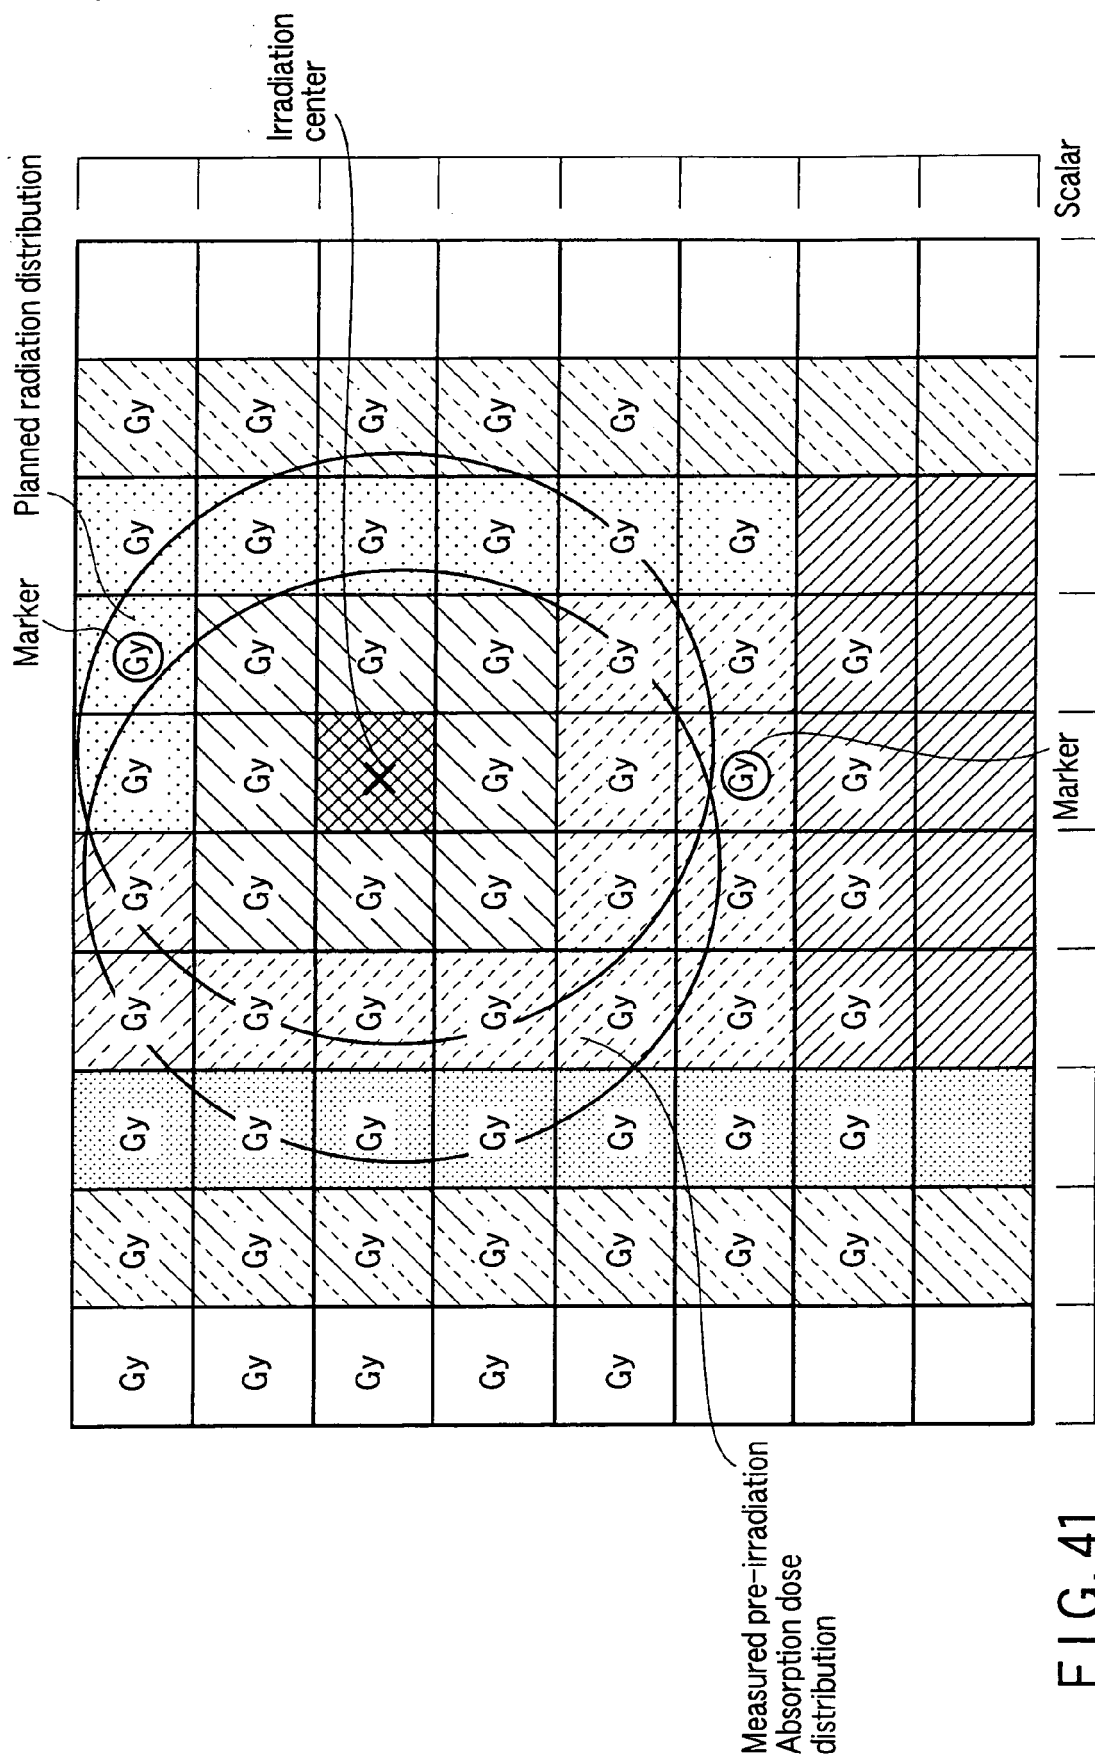 Marker Planned radiation distribution
Irradiation
center
Gy Gy Gy Gy Gy Gy Gy Gy Gy
Gy Gy Gy Gy Gy Gy Gy Gy Gy
Gy Gy Gy Gy Gy × Gy Gy Gy
Gy Gy Gy Gy Gy Gy Gy Gy Gy
Gy Gy Gy Gy Gy Gy Gy Gy
Gy Gy Gy Gy Gy Gy Gy
Gy Gy Gy Gy Gy Gy
Measured pre-irradiation
Absorption dose
distribution
Marker
Scalar
FIG. 41